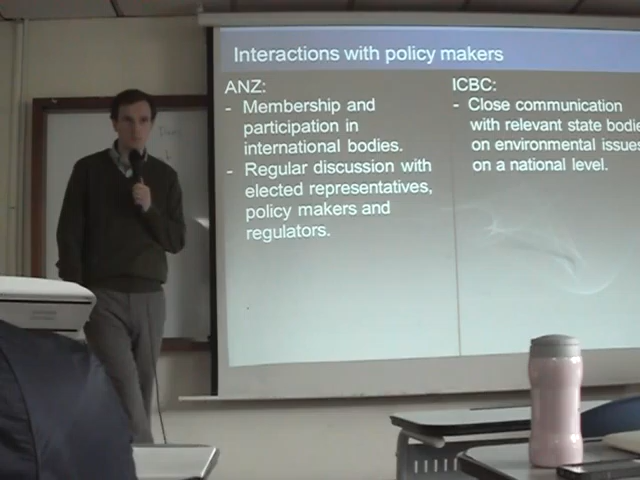 Interactions with policy makers
ANZ:
- Membership and
participation in
international bodies.
- Regular discussion with
elected representatives,
policy makers and
regulators.
ICBC:
- Close communication
with relevant state bodie
on environmental issues
on a national level.